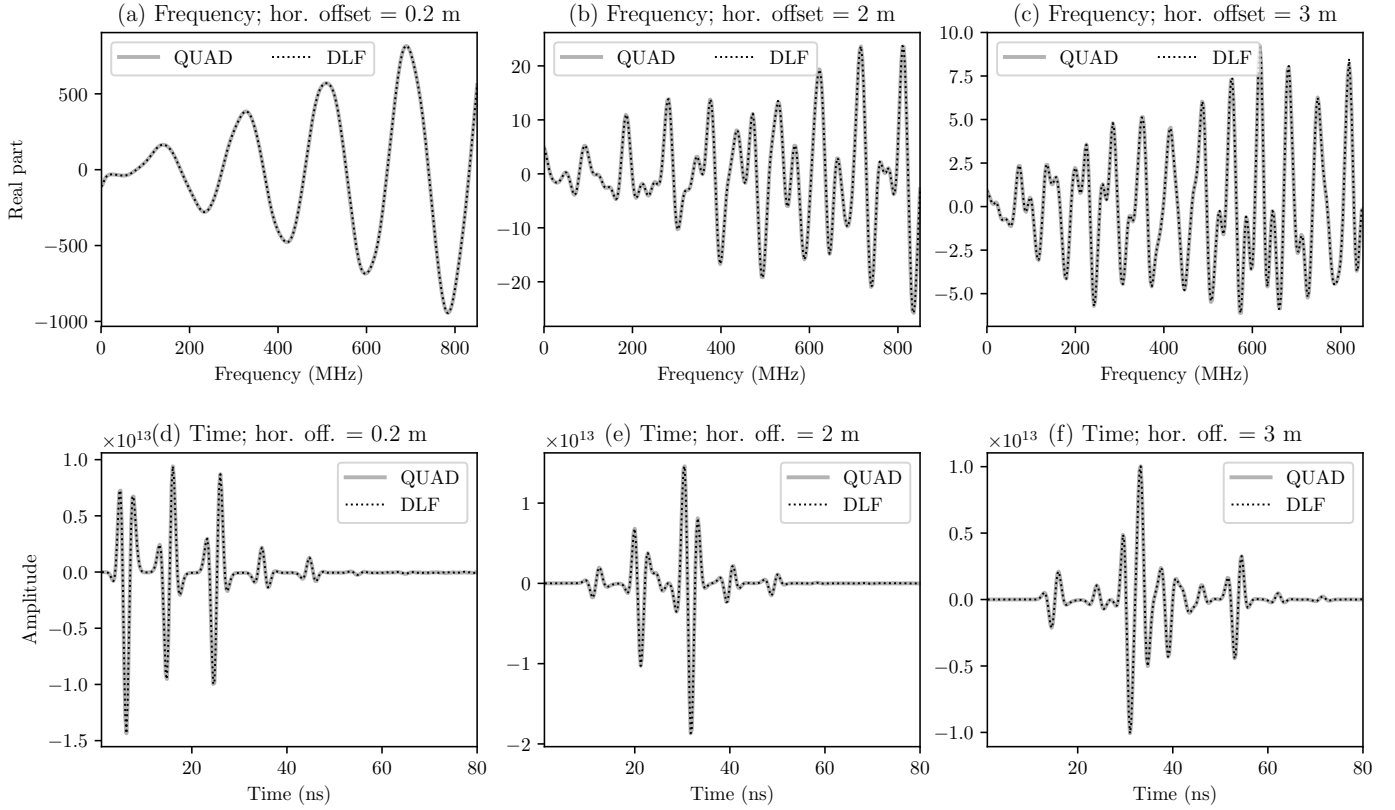 (a) Frequency; hor. offset = 0.2 m
QUAD DLF
Real part
500
0
−500
−1000
0 200 400 600 800
Frequency (MHz)
(b) Frequency; hor. offset = 2 m
QUAD DLF
20
10
0
−10
−20
0 200 400 600 800
Frequency (MHz)
(c) Frequency; hor. offset = 3 m
QUAD DLF
10.0
7.5
5.0
2.5
0.0
−2.5
−5.0
0 200 400 600 800
Frequency (MHz)
×10¹³(d) Time; hor. off. = 0.2 m
QUAD
DLF
Amplitude
1.0
0.5
0.0
−0.5
−1.0
−1.5
20 40 60 80
Time (ns)
×10¹³ (e) Time; hor. off. = 2 m
QUAD
DLF
1
0
−1
−2
20 40 60 80
Time (ns)
×10¹³ (f) Time; hor. off. = 3 m
QUAD
DLF
1.0
0.5
0.0
−0.5
−1.0
20 40 60 80
Time (ns)